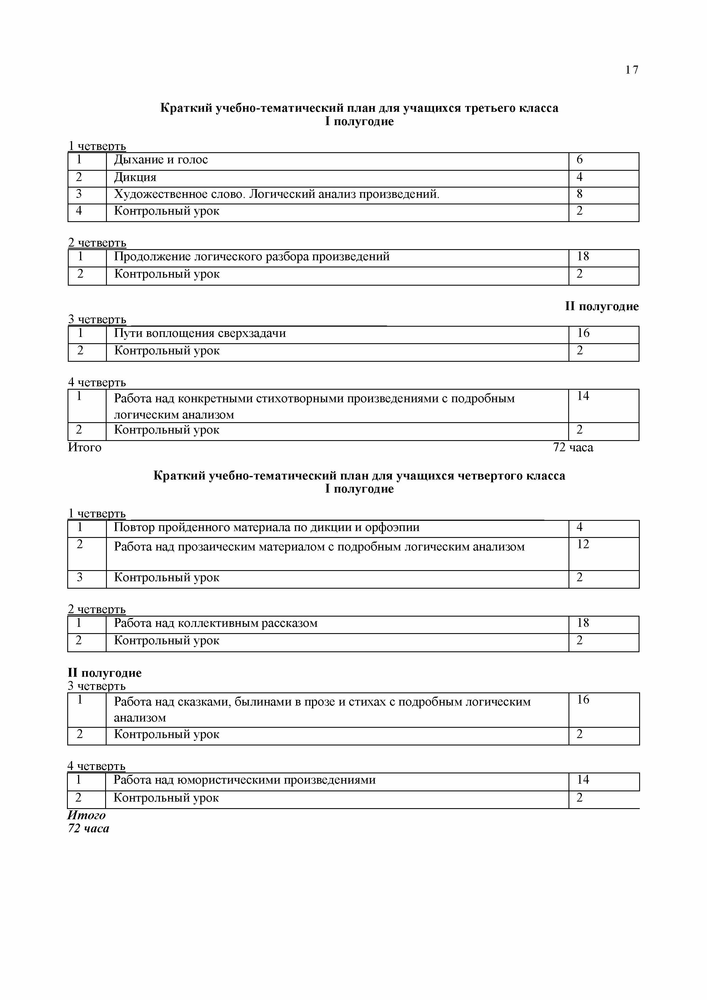 17
Краткий учебно-тематический план для учащихся третьего класса
I полугодие
1 четверть
1 Дыхание и голос 6
2 Дикция 4
3 Художественное слово. Логический анализ произведений. 8
4 Контрольный урок 2
2 четверть
1 Продолжение логического разбора произведений 18
2 Контрольный урок 2
II полугодие
3 четверть
1 Пути воплощения сверхзадачи 16
2 Контрольный урок 2
4 четверть
1 Работа над конкретными стихотворными произведениями с подробным 14
логическим анализом
2 Контрольный урок 2
Итого 72 часа
Краткий учебно-тематический план для учащихся четвертого класса
I полугодие
1 четверть
1 Повтор пройденного материала по дикции и орфоэпии 4
2 Работа над прозаическим материалом с подробным логическим анализом 12
3 Контрольный урок 2
2 четверть
1 Работа над коллективным рассказом 18
2 Контрольный урок 2
II полугодие
3 четверть
1 Работа над сказками, былинами в прозе и стихах с подробным логическим 16
анализом
2 Контрольный урок 2
4 четверть
1 Работа над юмористическими произведениями 14
2 Контрольный урок 2
Итого
72 часа